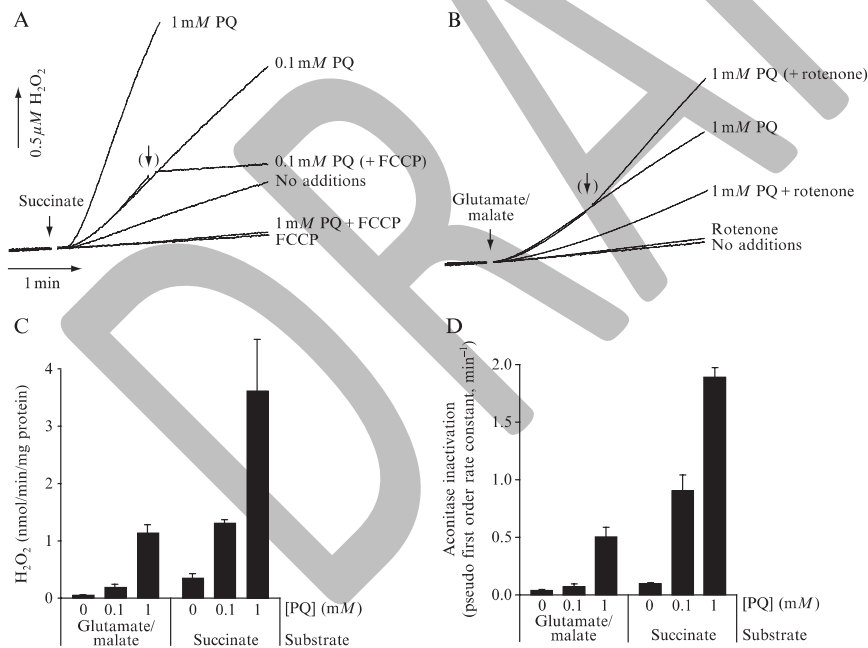 A
1 mM PQ
0.1 mM PQ
0.5 μM H₂O₂
0.1 mM PQ (+ FCCP)
No additions
Succinate
1 mM PQ + FCCP
FCCP
1 min
B
1 mM PQ (+ rotenone)
1 mM PQ
Glutamate/
malate
1 mM PQ + rotenone
Rotenone
No additions
C
H₂O₂ (nmol/min/mg protein)
4
3
2
1
0
0 0.1 1 0 0.1 1 [PQ] (mM)
Glutamate/
malate
Succinate
Substrate
D
Aconitase inactivation
(pseudo first order rate constant, min⁻¹)
2.0
1.5
1.0
0.5
0.0
0 0.1 1 0 0.1 1 [PQ] (mM)
Glutamate/
malate
Succinate
Substrate